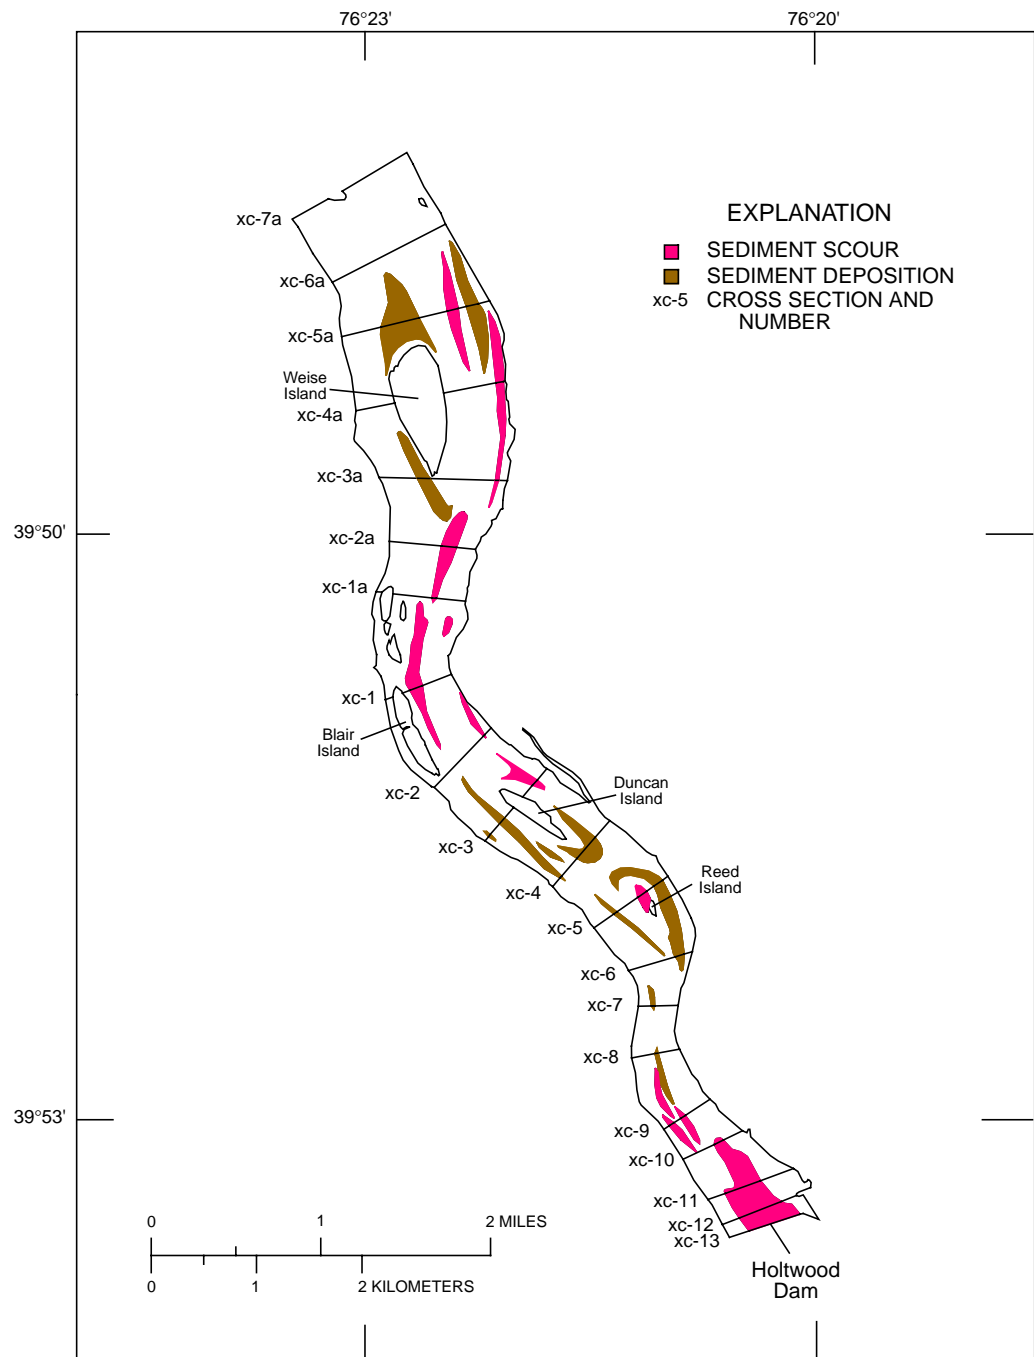 76°23'
76°20'
xc-7a
EXPLANATION
SEDIMENT SCOUR
SEDIMENT DEPOSITION
xc-5 CROSS SECTION AND
NUMBER
xc-6a
xc-5a
Weise
Island
xc-4a
xc-3a
39°50'
xc-2a
xc-1a
xc-1
Blair
Island
xc-2
Duncan
Island
xc-3
Reed
Island
xc-4
xc-5
xc-6
xc-7
xc-8
39°53'
xc-9
xc-10
xc-11
xc-12
xc-13
0 1 2 MILES
0 1 2 KILOMETERS
Holtwood
Dam